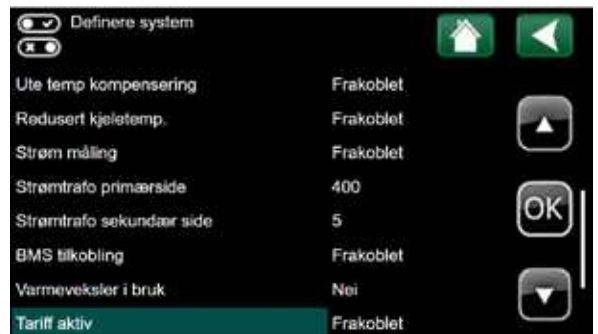 Definere system
Ute temp kompensering Frakoblet
Redusert kjeletemp. Frakoblet
Strøm måling Frakoblet
Strømtrafo primærside 400
Strømtrafo sekundær side 5
BMS tilkobling Frakoblet
Varmeveksler i bruk Nei
Tariff aktiv Frakoblet
OK